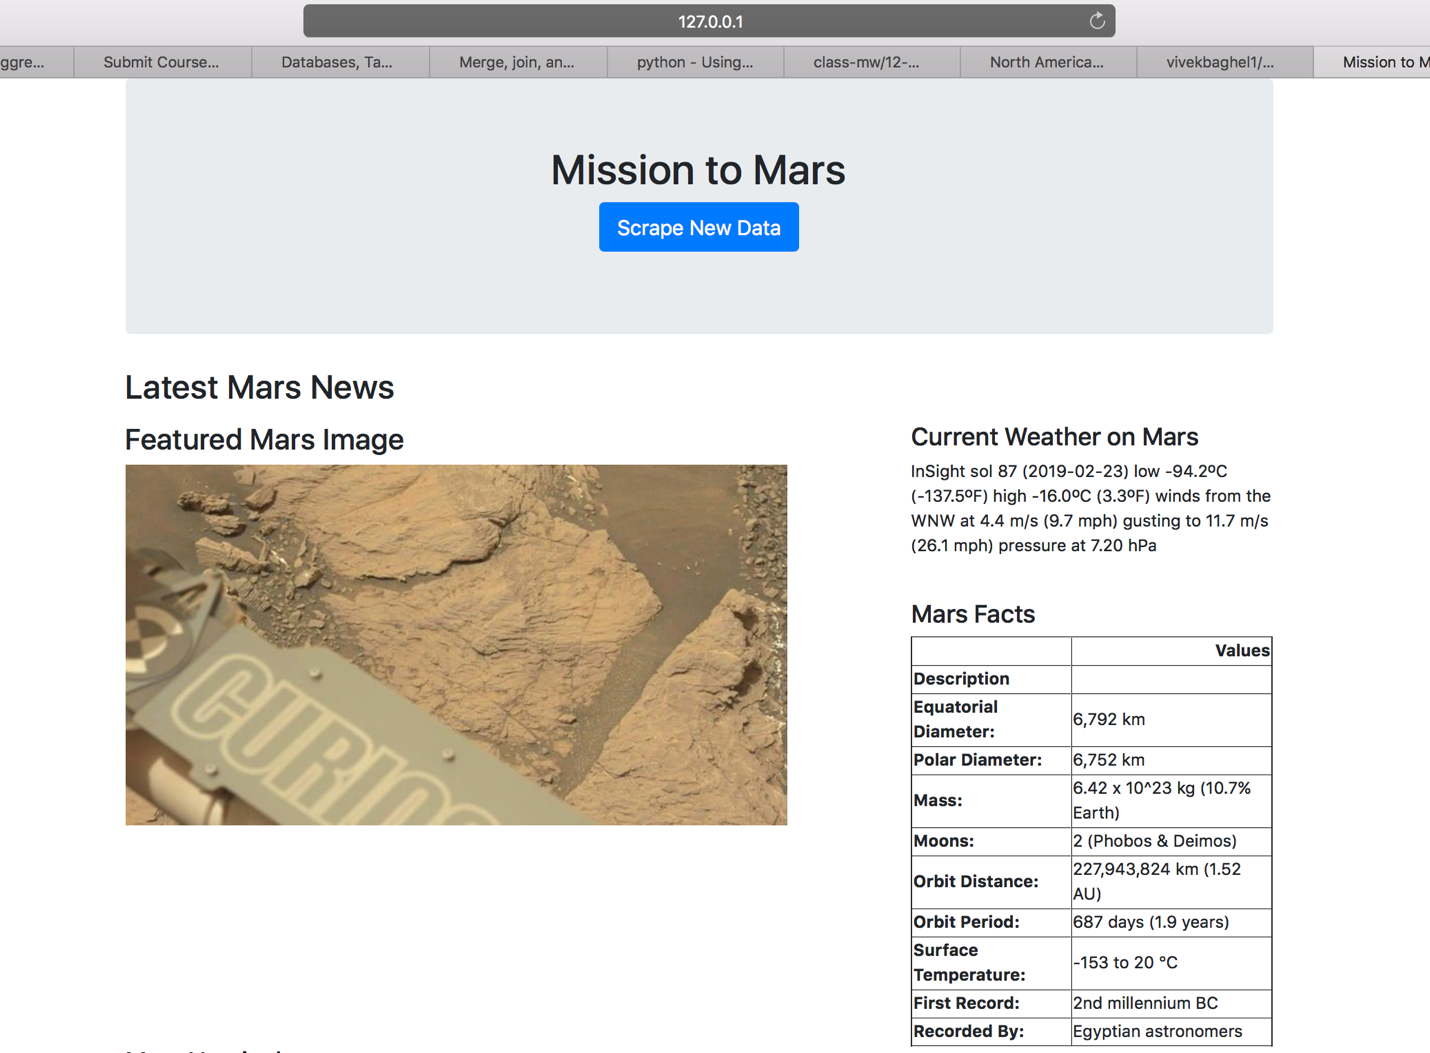 127.0.0.1
ggre...
Submit Course...
Databases, Ta...
Merge, join, an...
python - Using...
class-mw/12-...
North America...
vivekbaghel1/...
Mission to M
Mission to Mars
Scrape New Data
Latest Mars News
Featured Mars Image
CURIO
Current Weather on Mars
InSight sol 87 (2019-02-23) low -94.2ºC
(-137.5ºF) high -16.0ºC (3.3ºF) winds from the
WNW at 4.4 m/s (9.7 mph) gusting to 11.7 m/s
(26.1 mph) pressure at 7.20 hPa
Mars Facts
Values
Description
Equatorial
Diameter:
6,792 km
Polar Diameter:
6,752 km
Mass:
6.42 x 10^23 kg (10.7%
Earth)
Moons:
2 (Phobos & Deimos)
Orbit Distance:
227,943,824 km (1.52
AU)
Orbit Period:
687 days (1.9 years)
Surface
Temperature:
-153 to 20 °C
First Record:
2nd millennium BC
Recorded By:
Egyptian astronomers